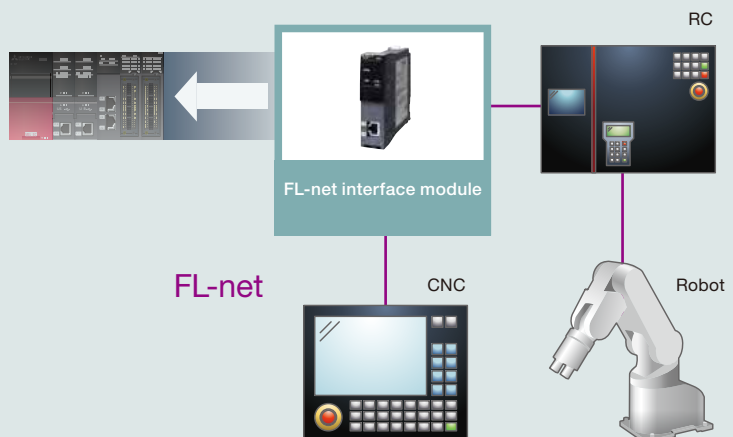 RC
FL-net interface module
FL-net
CNC
Robot